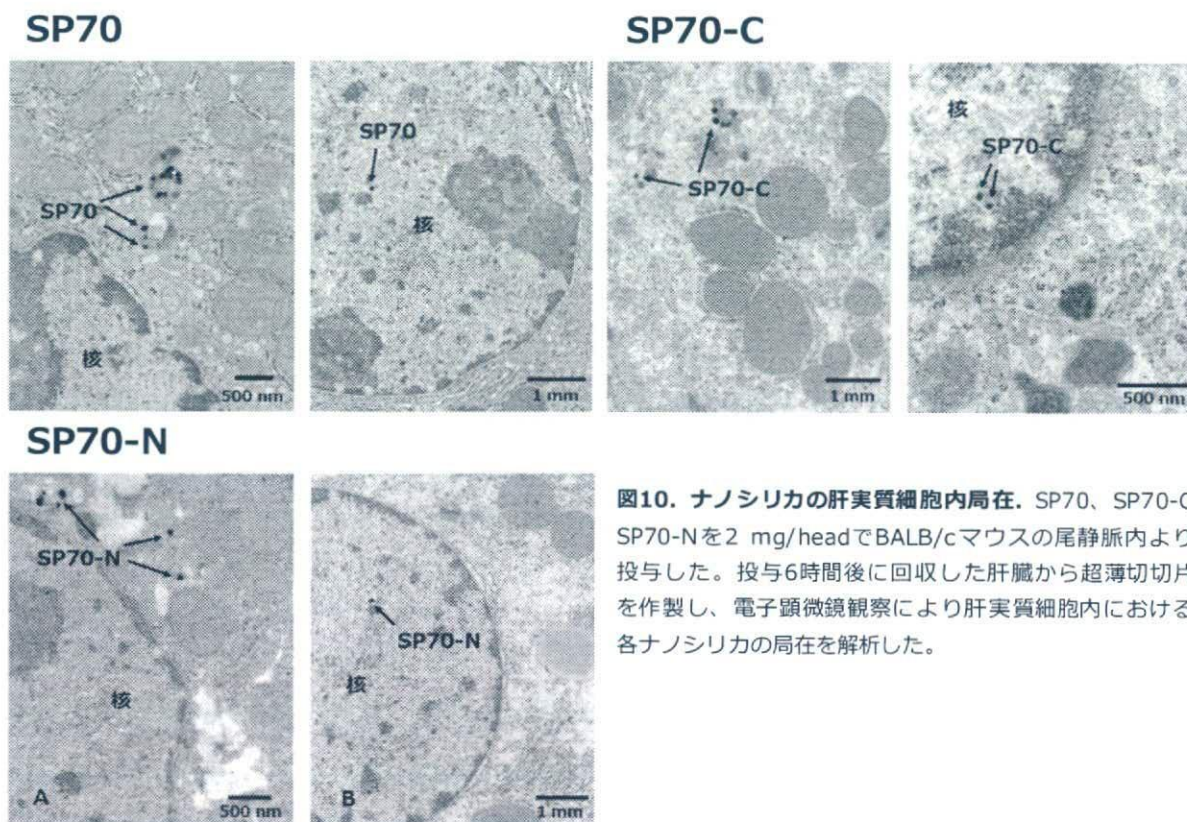 SP70
SP70
核
500 nm
SP70
核
1 mm
SP70-C
SP70-C
1 mm
核
SP70-C
500 nm
SP70-N
SP70-N
核
A
500 nm
SP70-N
核
B
1 mm
図10. ナノシリカの肝実質細胞内局在. SP70、SP70-C
SP70-Nを2 mg/headでBALB/cマウスの尾静脈内より
投与した。投与6時間後に回収した肝臓から超薄切切片
を作製し、電子顕微鏡観察により肝実質細胞内における
各ナノシリカの局在を解析した。